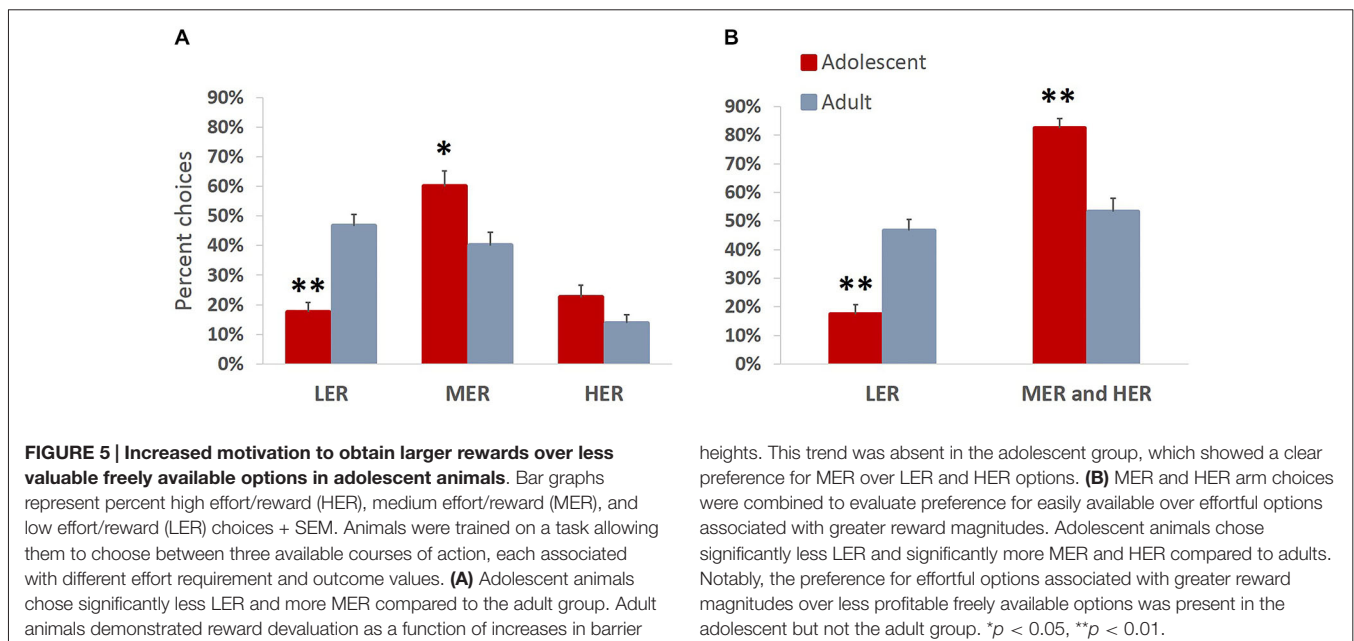 A
90%
80%
70%
60%
50%
40%
30%
20%
10%
0%
Percent choices
**
*
LER
MER
HER
B
Adolescent
Adult
90%
80%
70%
60%
50%
40%
30%
20%
10%
0%
**
**
LER
MER and HER
FIGURE 5 | Increased motivation to obtain larger rewards over less
valuable freely available options in adolescent animals. Bar graphs
represent percent high effort/reward (HER), medium effort/reward (MER), and
low effort/reward (LER) choices + SEM. Animals were trained on a task allowing
them to choose between three available courses of action, each associated
with different effort requirement and outcome values. (A) Adolescent animals
chose significantly less LER and more MER compared to the adult group. Adult
animals demonstrated reward devaluation as a function of increases in barrier
heights. This trend was absent in the adolescent group, which showed a clear
preference for MER over LER and HER options. (B) MER and HER arm choices
were combined to evaluate preference for easily available over effortful options
associated with greater reward magnitudes. Adolescent animals chose
significantly less LER and significantly more MER and HER compared to adults.
Notably, the preference for effortful options associated with greater reward
magnitudes over less profitable freely available options was present in the
adolescent but not the adult group. *p < 0.05, **p < 0.01.